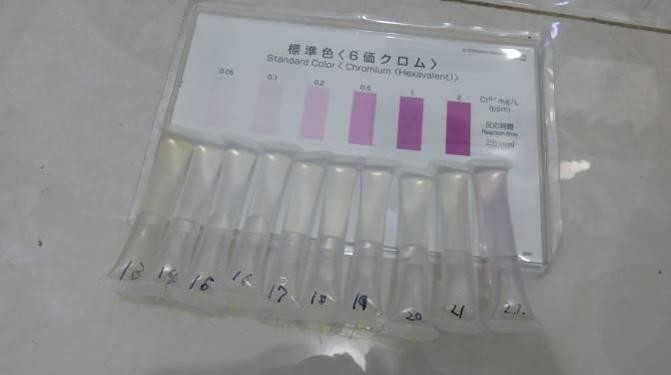 標準色〈6価クロム〉
Standard Color〈Chromium (Hexavalent)〉
0.05 0.1 0.2 0.5 1 2 Cr⁶⁺ mg/L
(ppm)
反応時間
Reaction time
13 14 15 16 17 18 19 20 21 22